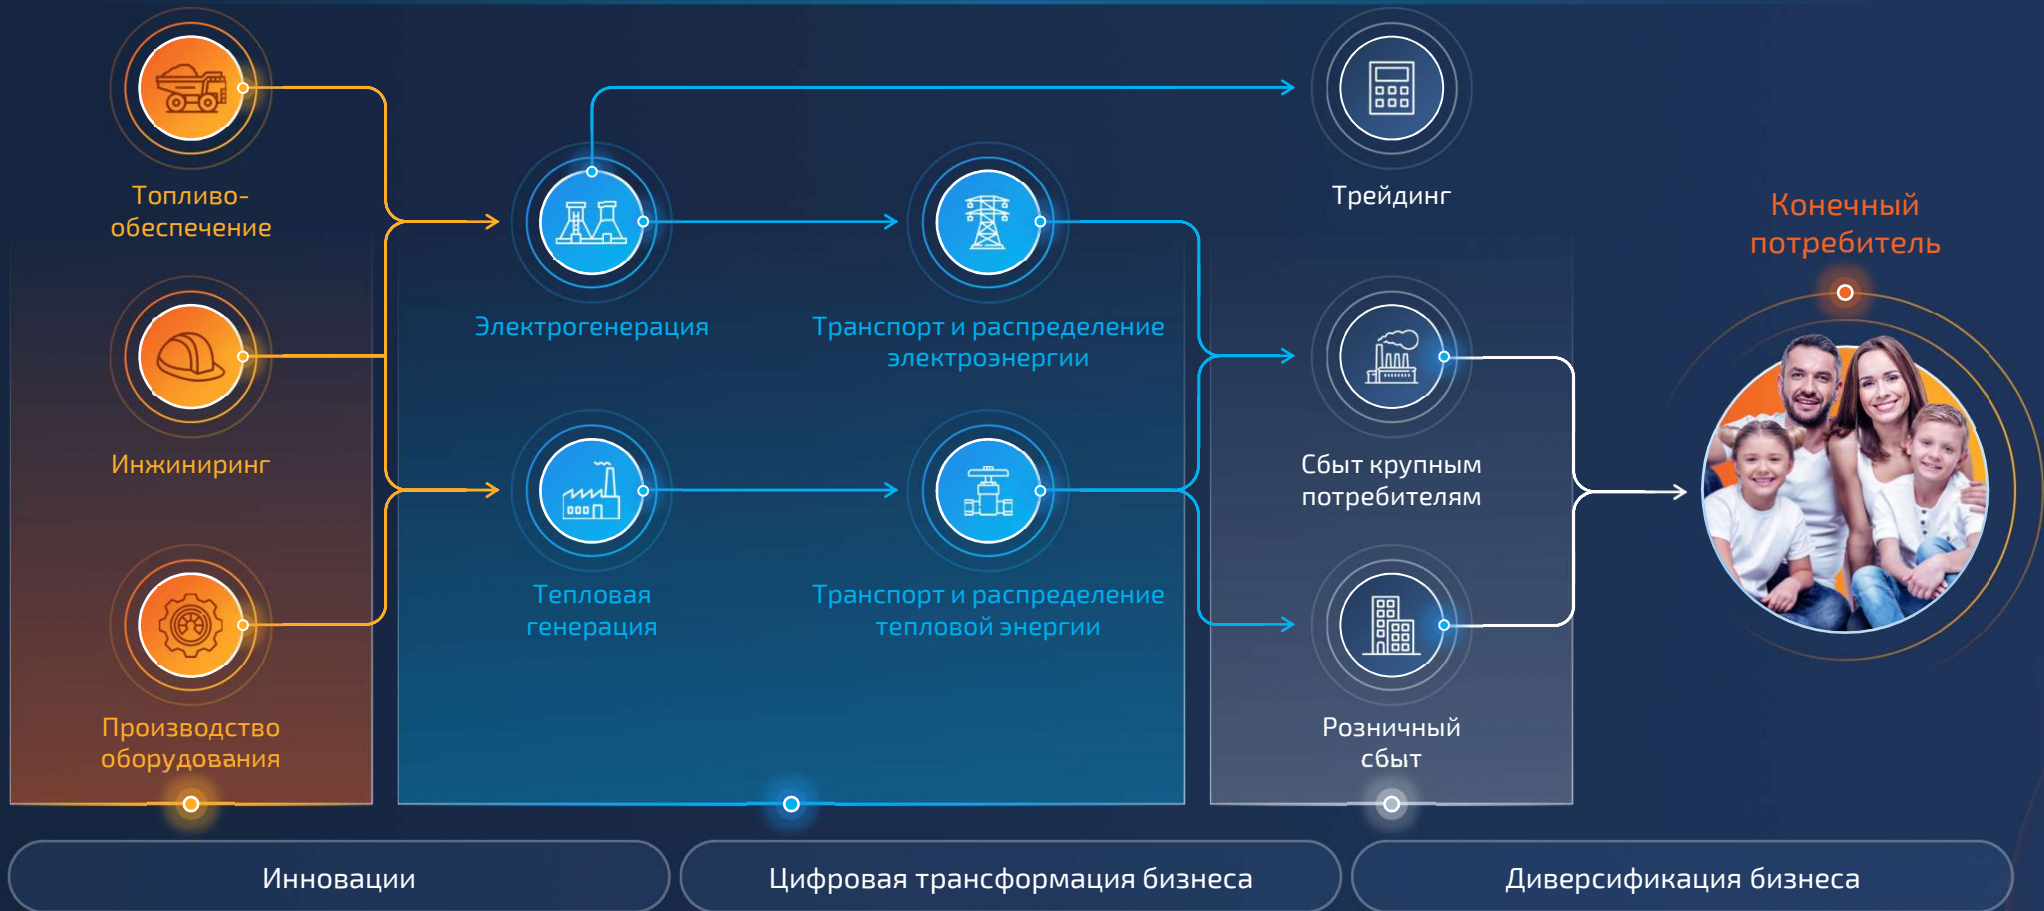 Топливо-
обеспечение
Инжиниринг
Производство
оборудования
Электрогенерация
Транспорт и распределение
электроэнергии
Тепловая
генерация
Транспорт и распределение
тепловой энергии
Трейдинг
Сбыт крупным
потребителям
Розничный
сбыт
Конечный
потребитель
Инновации
Цифровая трансформация бизнеса
Диверсификация бизнеса